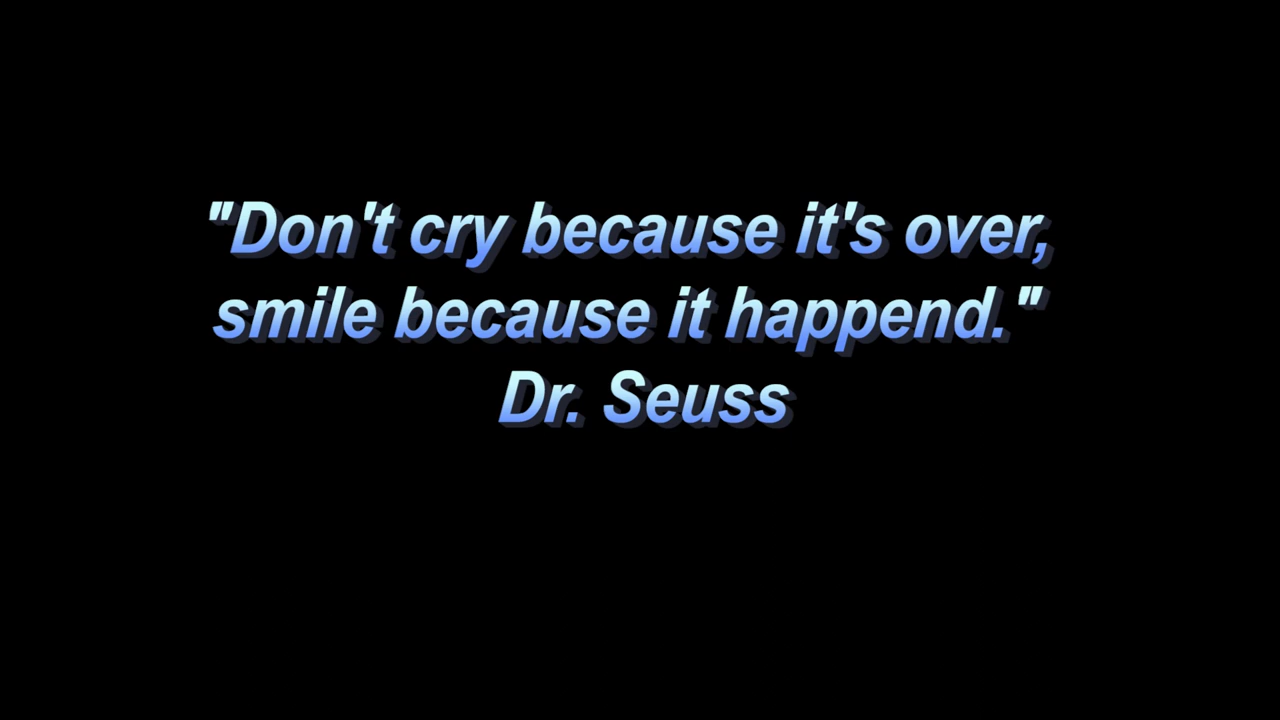 "Don't cry because it's over,
smile because it happend."
Dr. Seuss